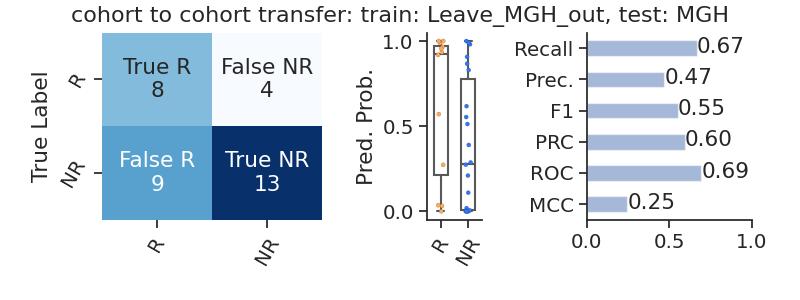 cohort to cohort transfer: train: Leave_MGH_out, test: MGH
True Label
R
NR
True R
8
False NR
4
False R
9
True NR
13
R
NR
Pred. Prob.
1.0
0.5
0.0
R
NR
Recall
0.67
Prec.
0.47
F1
0.55
PRC
0.60
ROC
0.69
MCC
0.25
0.0
0.5
1.0